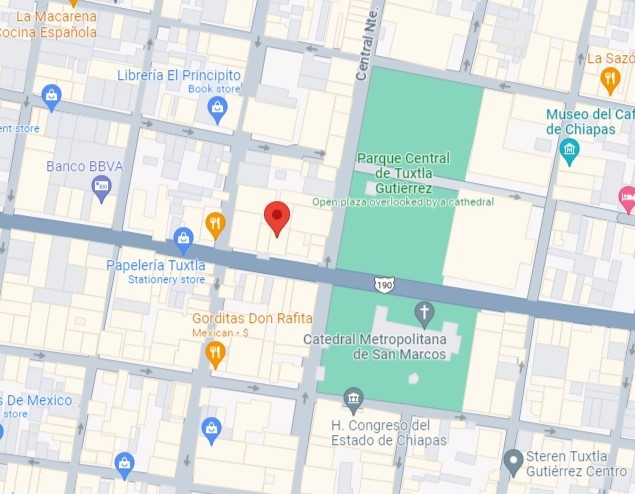 La Macarena
Cocina Española
Central Nte.
Librería El Principito
Book store
La Sazó
Museo del Caf
de Chiapas
ent store
Parque Central
de Tuxtla
Gutiérrez
Open plaza overlooked by a cathedral
Banco BBVA
Papelería Tuxtla
Stationery store
190
Gorditas Don Rafita
Mexican • $
Catedral Metropolitana
de San Marcos
s De Mexico
store
H. Congreso del
Estado de Chiapas
Steren Tuxtla
Gutiérrez Centro